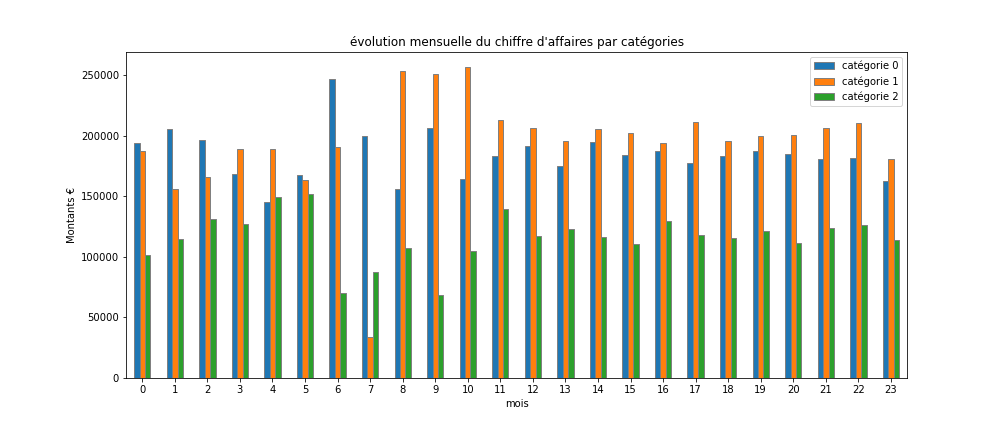 évolution mensuelle du chiffre d'affaires par catégories
catégorie 0
catégorie 1
catégorie 2
Montants €
250000
200000
150000
100000
50000
0
0 1 2 3 4 5 6 7 8 9 10 11 12 13 14 15 16 17 18 19 20 21 22 23
mois